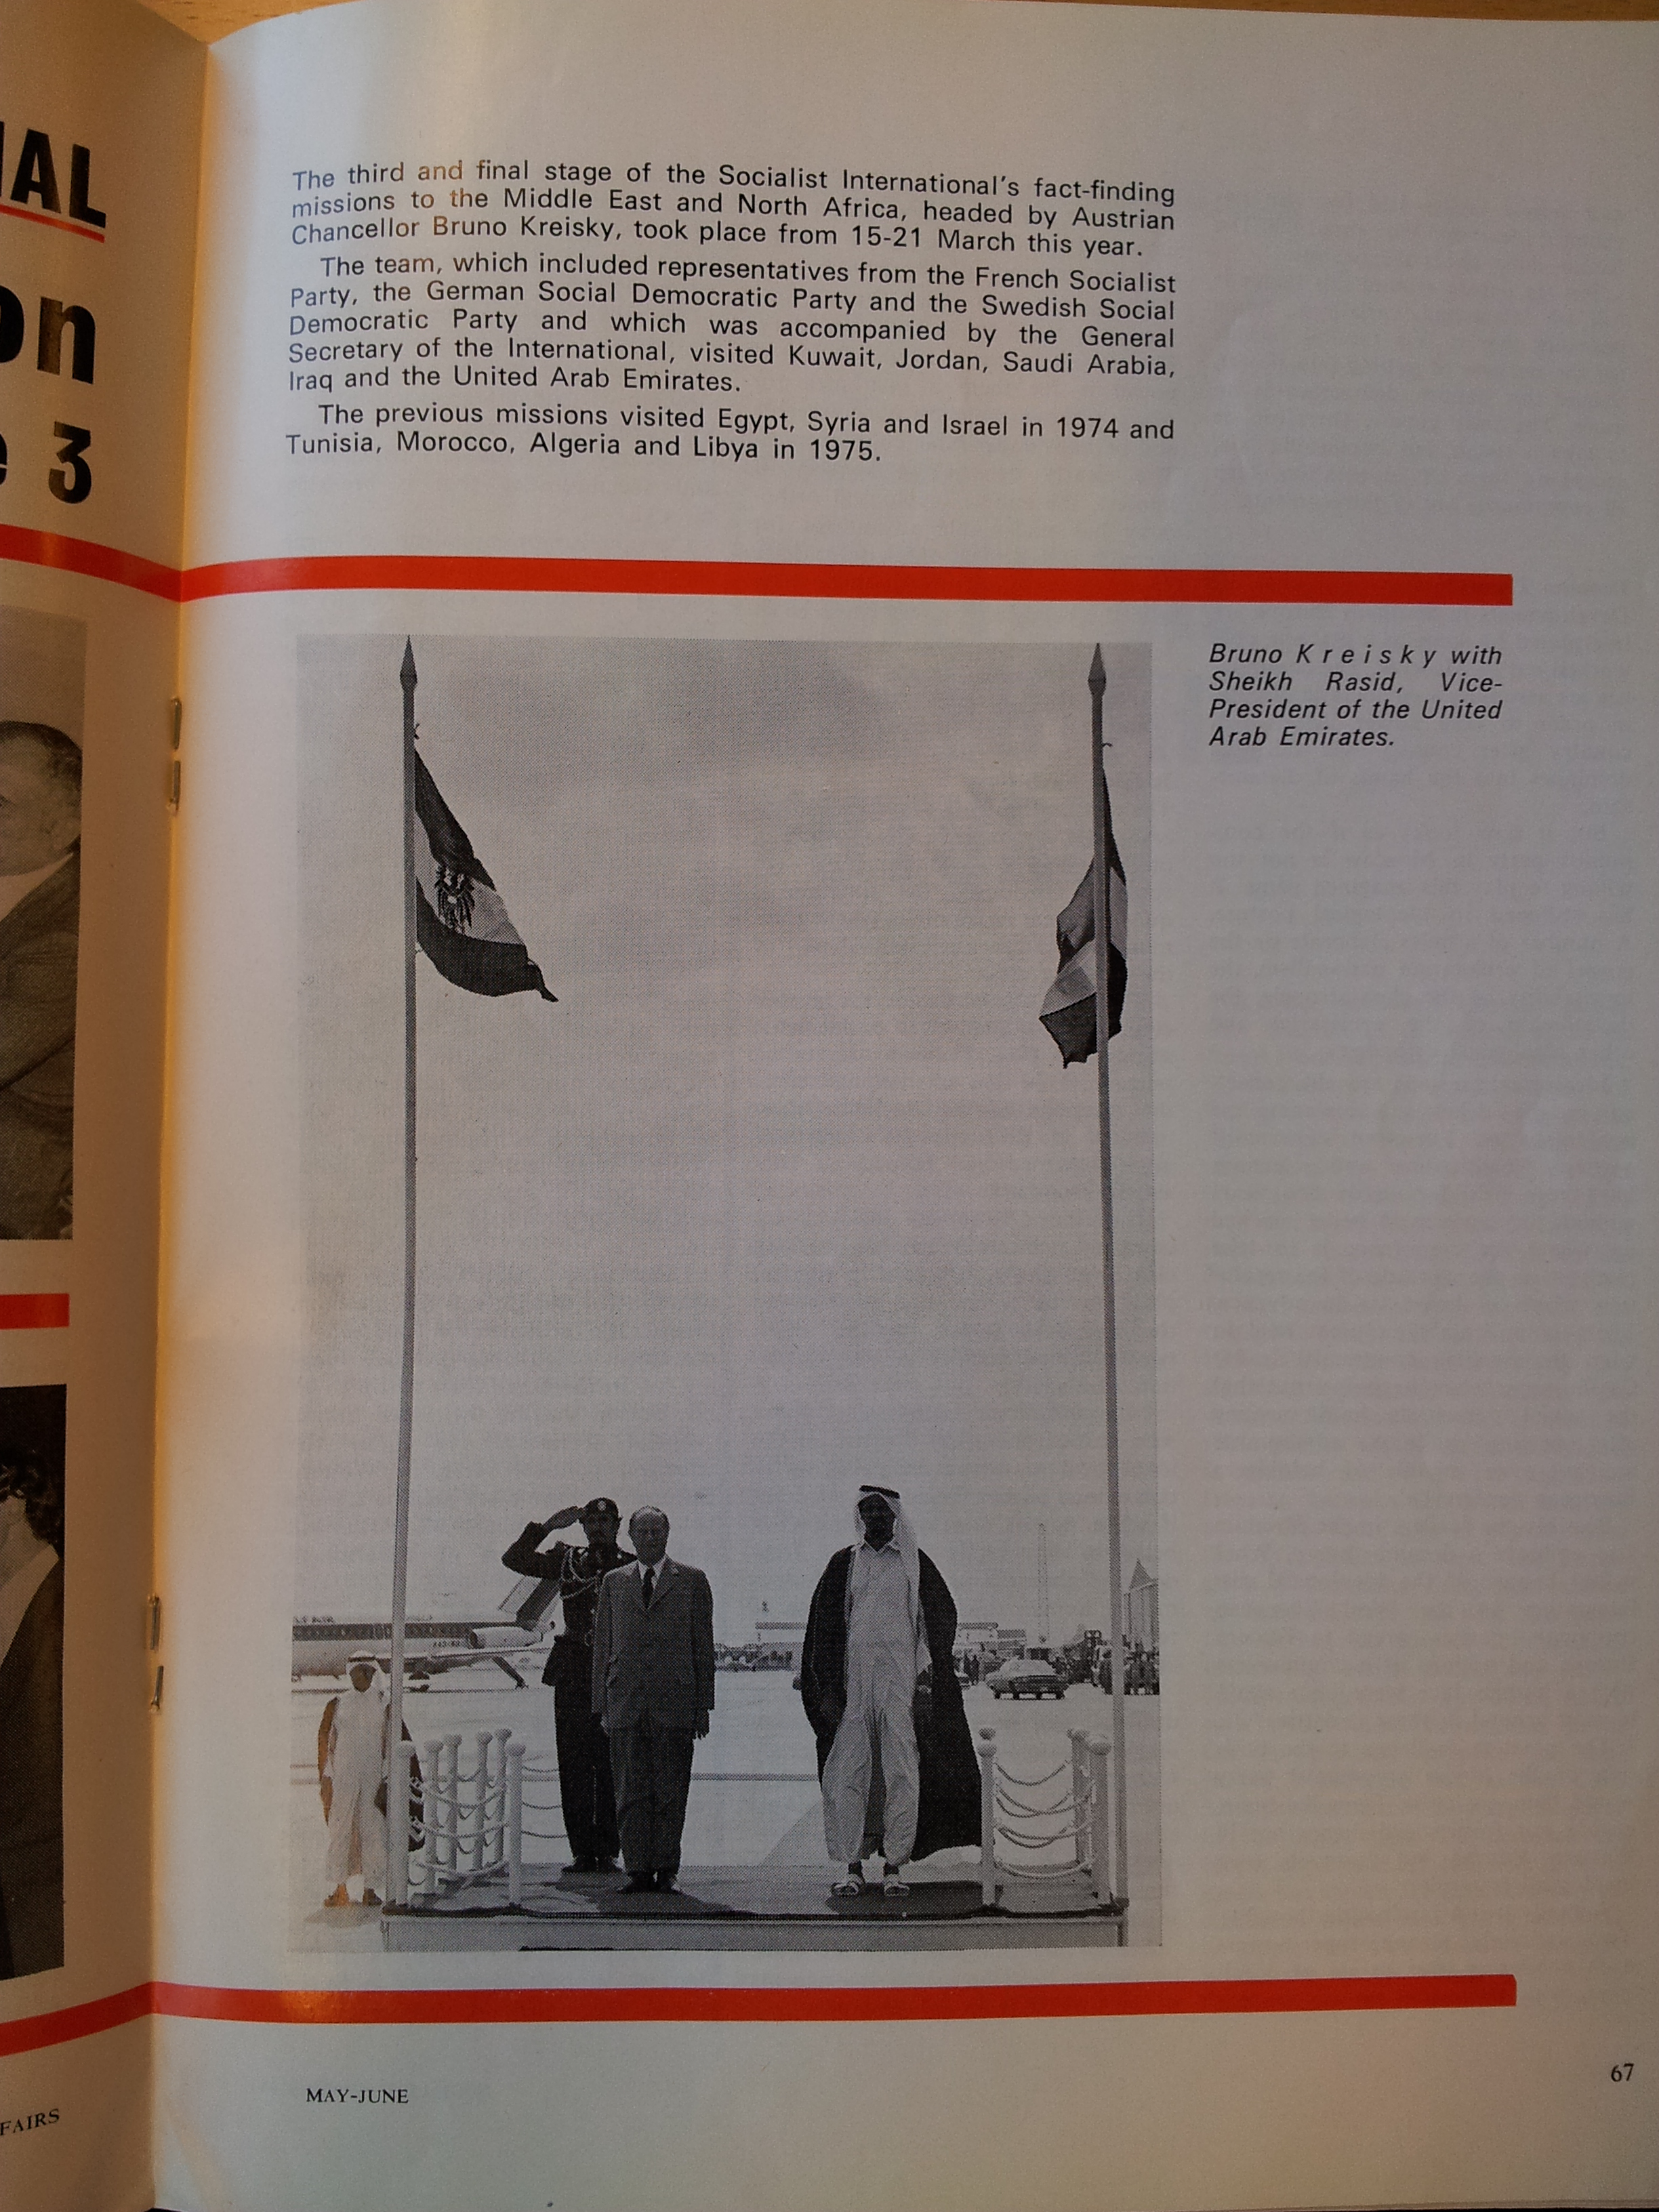 IAL
on
e 3
The third and final stage of the Socialist International's fact-finding
missions to the Middle East and North Africa, headed by Austrian
Chancellor Bruno Kreisky, took place from 15-21 March this year.
The team, which included representatives from the French Socialist
Party, the German Social Democratic Party and the Swedish Social
Democratic Party and which was accompanied by the General
Secretary of the International, visited Kuwait, Jordan, Saudi Arabia,
Iraq and the United Arab Emirates.
The previous missions visited Egypt, Syria and Israel in 1974 and
Tunisia, Morocco, Algeria and Libya in 1975.
Bruno Kreisky with
Sheikh Rasid, Vice-
President of the United
Arab Emirates.
MAY-JUNE
67
FAIRS